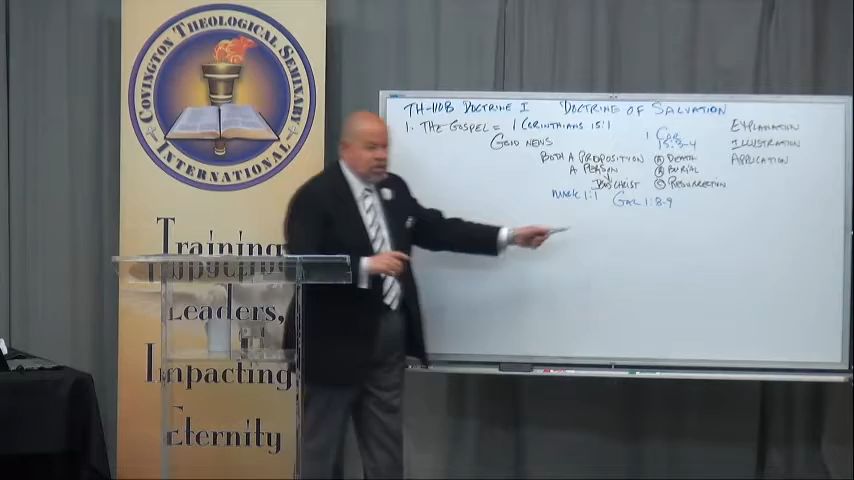 COVINGTON THEOLOGICAL SEMINARY
INTERNATIONAL
Training
Leaders,
Impacting
Eternity
TH-110B DOCTRINE I DOCTRINE OF SALVATION
1. THE GOSPEL = 1 CORINTHIANS 15:1
GOOD NEWS
BOTH A PROPOSITION
A PERSON
JESUS CHRIST
MARK 1:1 GAL 1:8-9
1 COR
15:3-4
A DEATH
B BURIAL
C RESURRECTION
EXPLANATION
ILLUSTRATION
APPLICATION